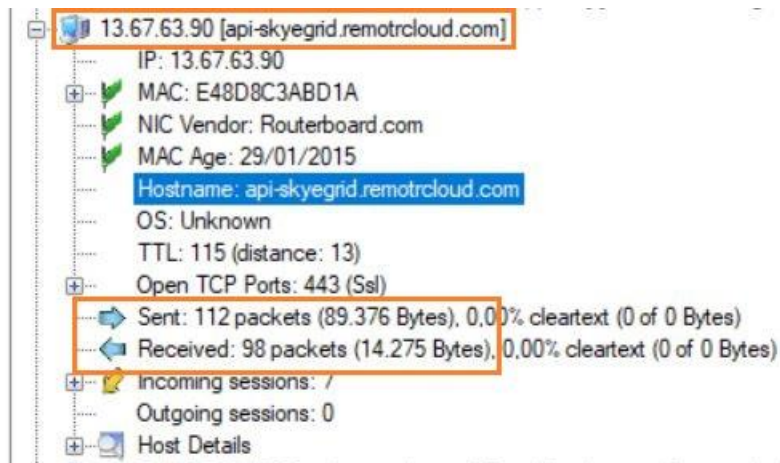 13.67.63.90 [api-skyegrid.remotrcloud.com]
IP: 13.67.63.90
MAC: E48D8C3ABD1A
NIC Vendor: Routerboard.com
MAC Age: 29/01/2015
Hostname: api-skyegrid.remotrcloud.com
OS: Unknown
TTL: 115 (distance: 13)
Open TCP Ports: 443 (Ssl)
Sent: 112 packets (89.376 Bytes), 0,00% cleartext (0 of 0 Bytes)
Received: 98 packets (14.275 Bytes), 0,00% cleartext (0 of 0 Bytes)
Incoming sessions: 7
Outgoing sessions: 0
Host Details